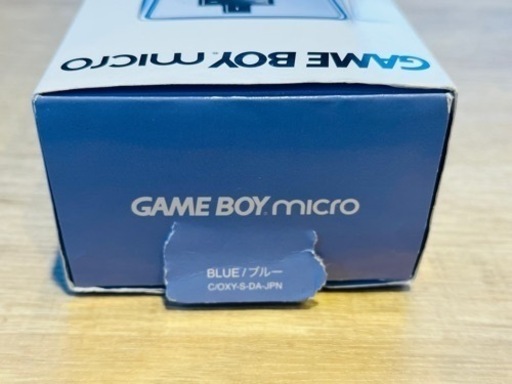 GAME BOY micro
GAME BOY micro
BLUE/ブルー
C/OXY-S-DA-JPN